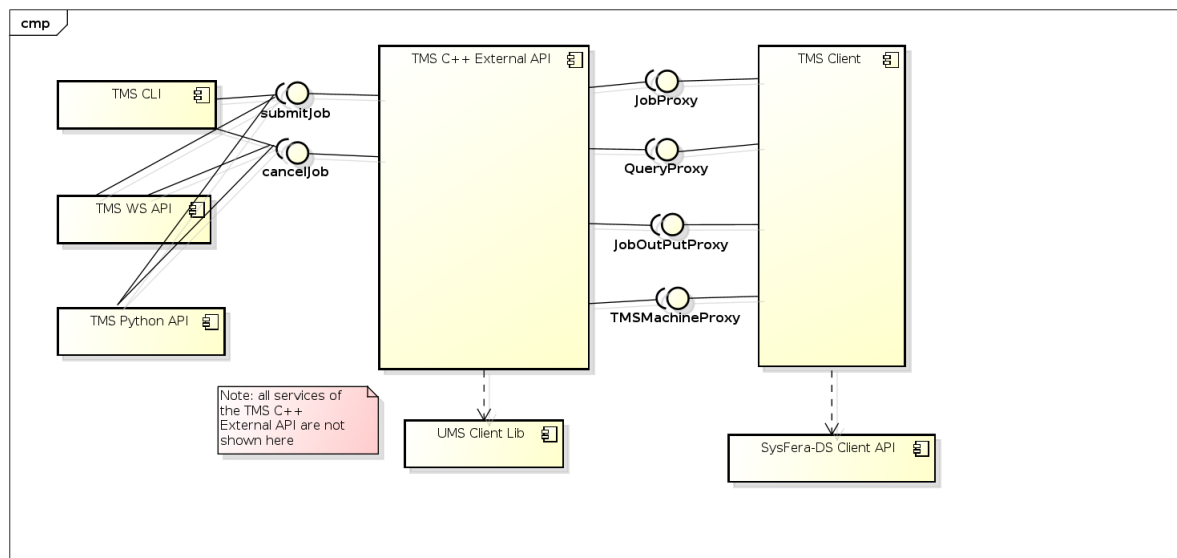 cmp
TMS C++ External API
TMS Client
TMS CLI
submitJob
JobProxy
cancelJob
QueryProxy
TMS WS API
JobOutPutProxy
TMSMachineProxy
TMS Python API
Note: all services of
the TMS C++
External API are not
shown here
UMS Client Lib
SysFera-DS Client API